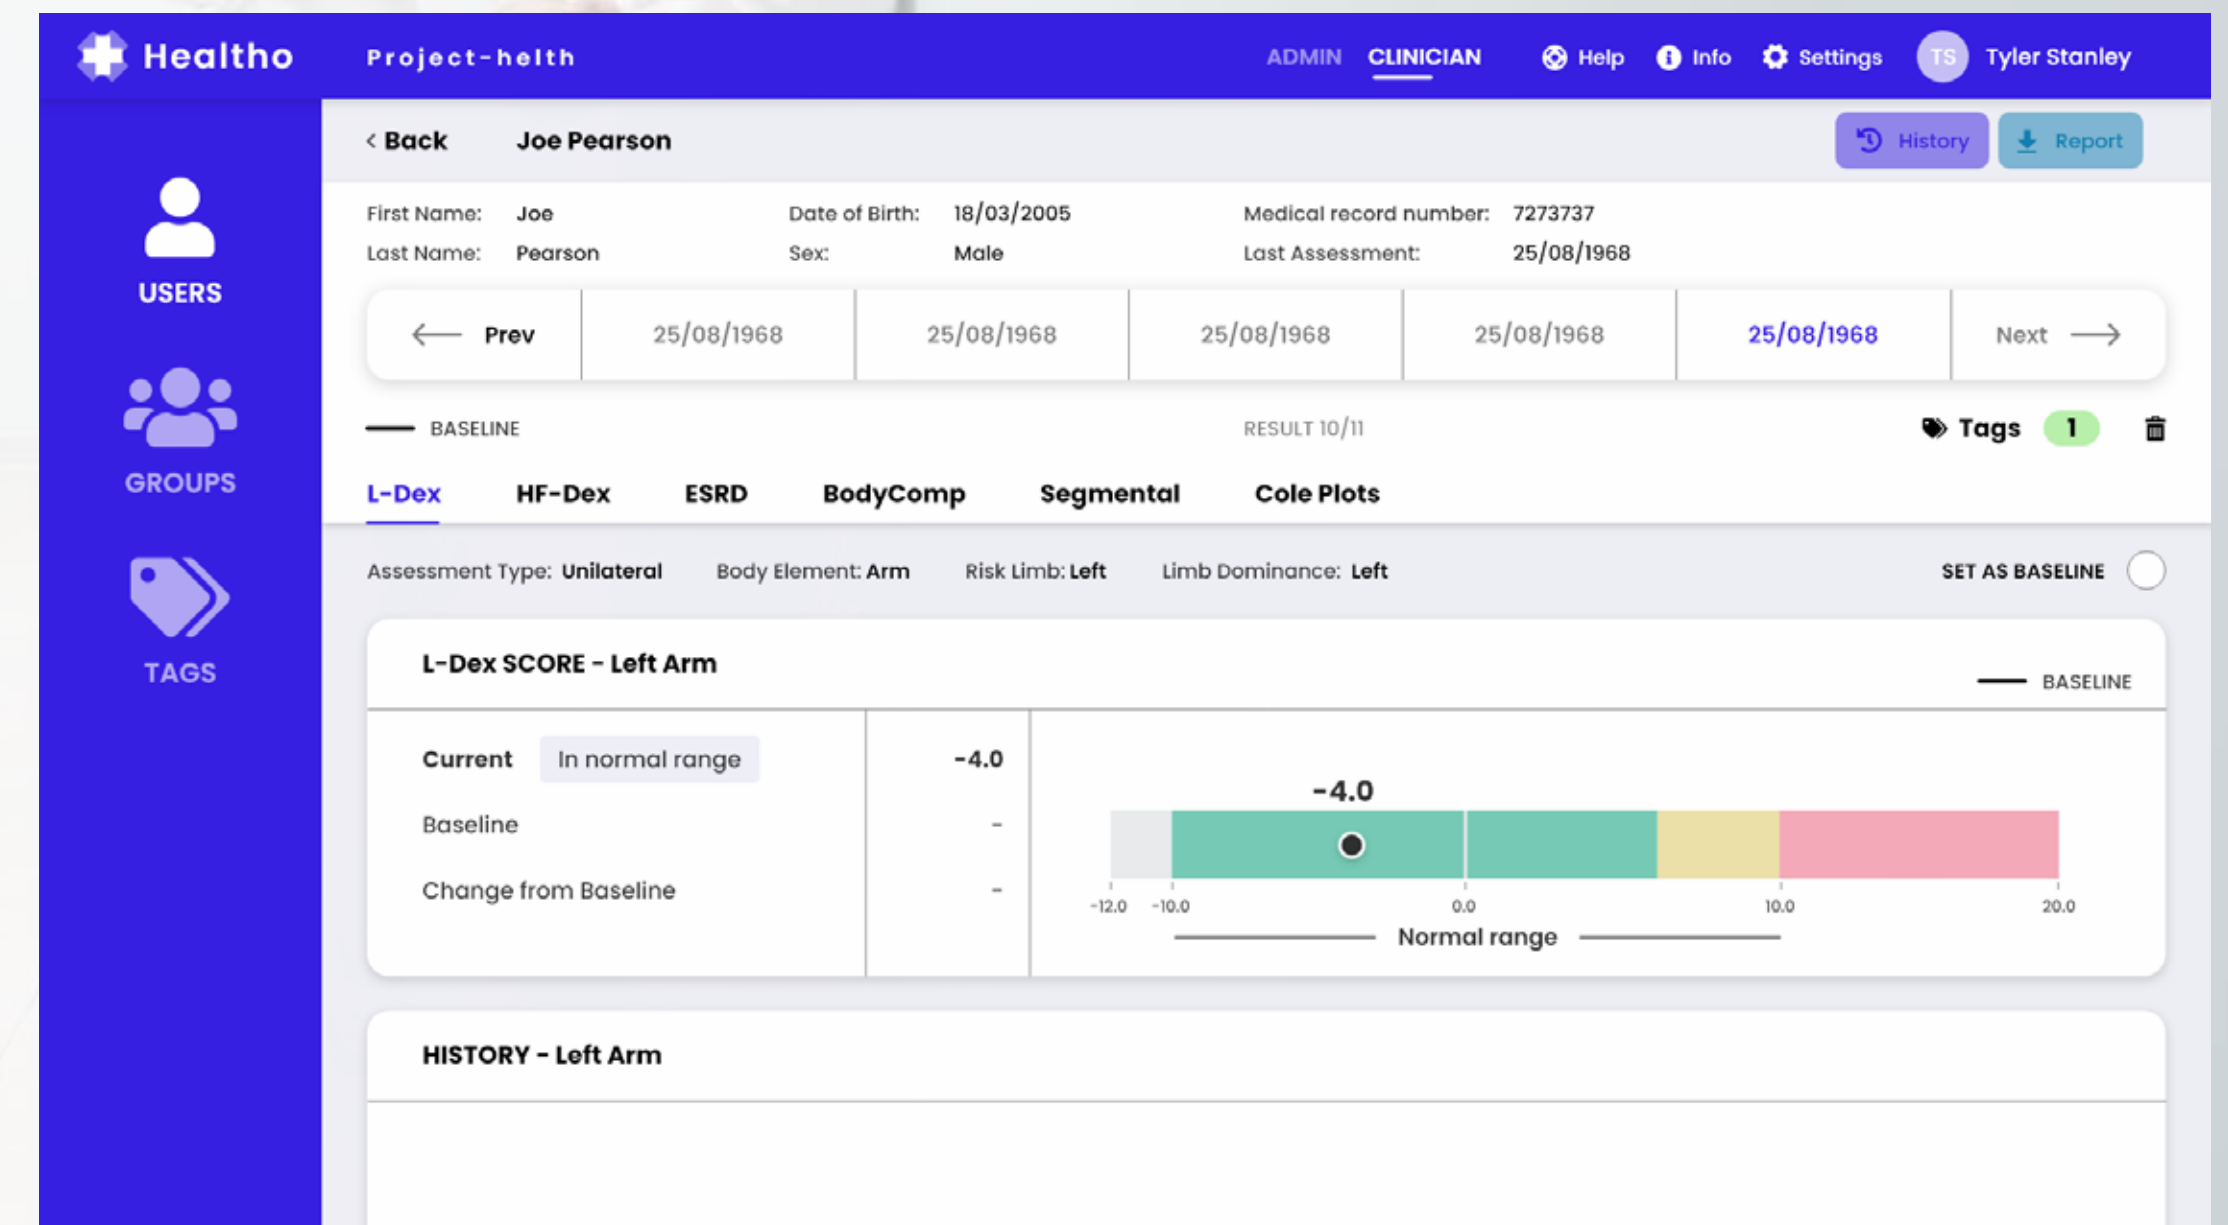 Healtho Project-helth ADMIN CLINICIAN Help Info Settings TS Tyler Stanley
< Back Joe Pearson History Report
First Name: Joe Date of Birth: 18/03/2005 Medical record number: 7273737
Last Name: Pearson Sex: Male Last Assessment: 25/08/1968
USERS
Prev 25/08/1968 25/08/1968 25/08/1968 25/08/1968 25/08/1968 Next
BASELINE RESULT 10/11 Tags 1
GROUPS
L-Dex HF-Dex ESRD BodyComp Segmental Cole Plots
Assessment Type: Unilateral Body Element: Arm Risk Limb: Left Limb Dominance: Left SET AS BASELINE
TAGS
L-Dex SCORE - Left Arm
BASELINE
Current In normal range -4.0
-4.0
Baseline -
Change from Baseline -
-12.0 -10.0 0.0 10.0 20.0
Normal range
HISTORY - Left Arm